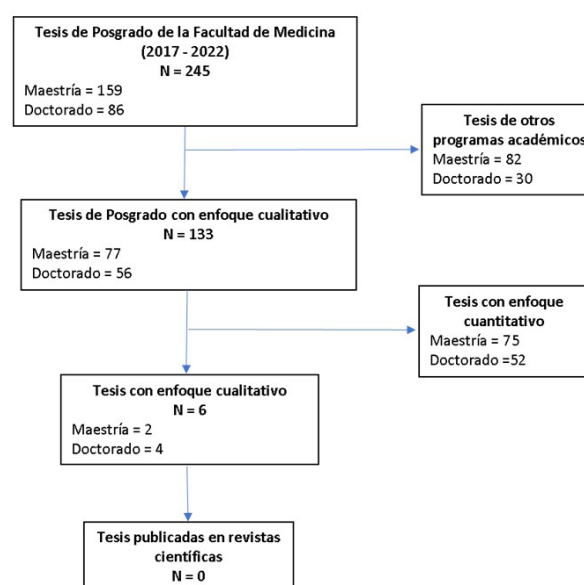 Tesis de Posgrado de la Facultad de Medicina
(2017 - 2022)
N = 245
Maestría = 159
Doctorado = 86
Tesis de otros
programas académicos
Maestría = 82
Doctorado = 30
Tesis de Posgrado con enfoque cualitativo
N = 133
Maestría = 77
Doctorado = 56
Tesis con enfoque
cuantitativo
Maestría = 75
Doctorado =52
Tesis con enfoque cualitativo
N = 6
Maestría = 2
Doctorado = 4
Tesis publicadas en revistas
científicas
N = 0